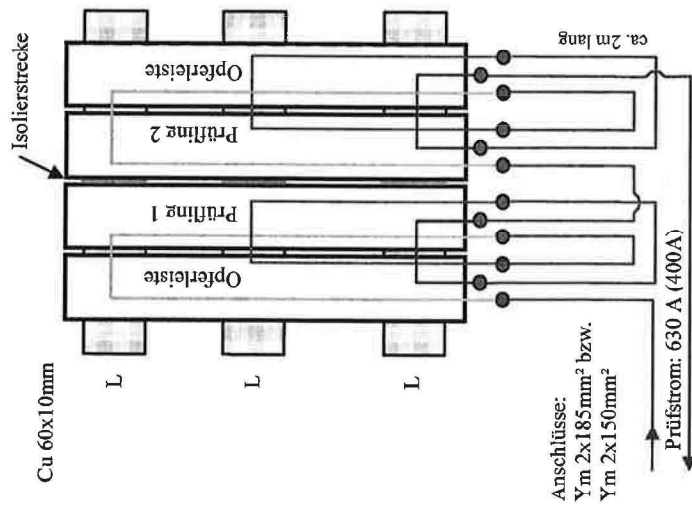 Isolierstrecke
Cu 60x10mm
L
L
L
Opferleiste
Prüfling 1
Prüfling 2
Opferleiste
ca. 2m lang
Anschlüsse:
Ym 2x185mm² bzw.
Ym 2x150mm²
Prüfstrom: 630 A (400A)